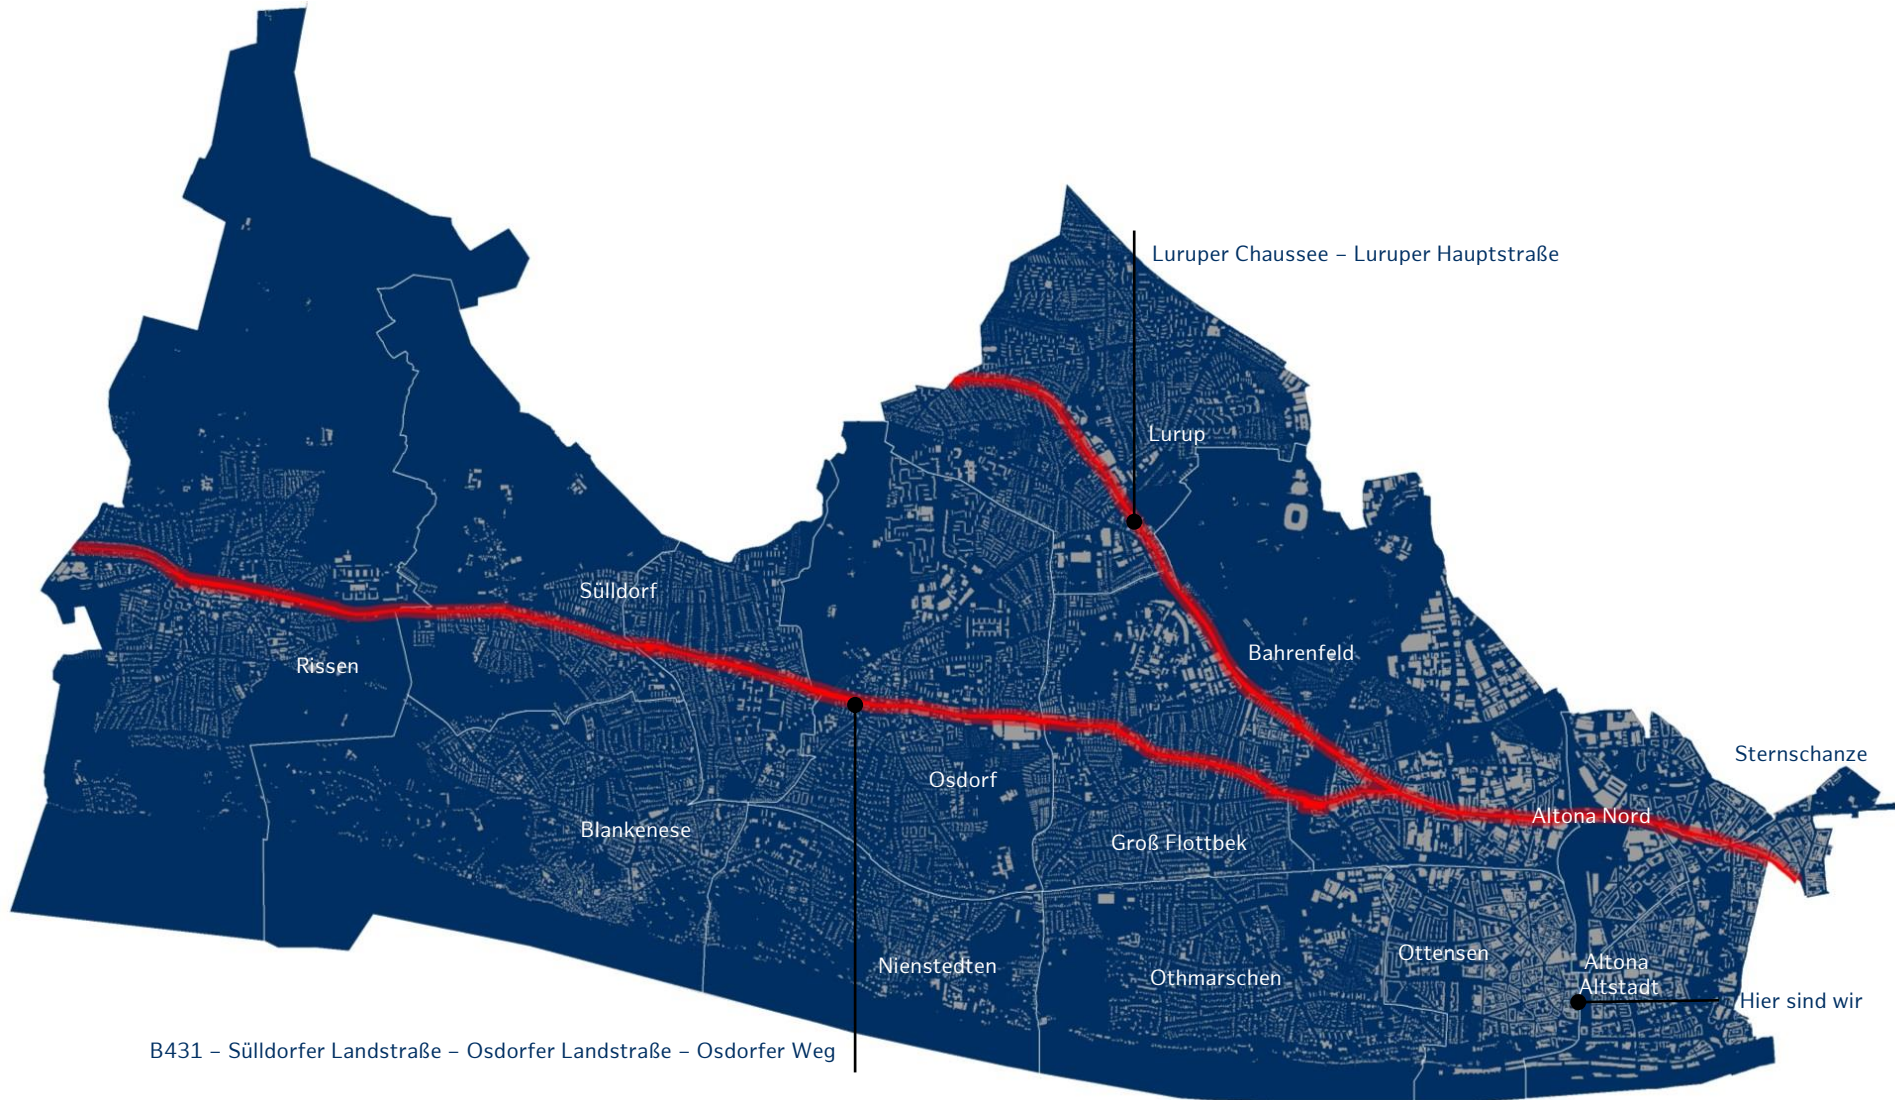 Luruper Chaussee – Luruper Hauptstraße
Lurup
Sülldorf
Bahrenfeld
Rissen
Sternschanze
Osdorf
Altona Nord
Blankenese
Groß Flottbek
Ottensen
Altona
Altstadt
Nienstedten
Othmarschen
Hier sind wir
B431 – Sülldorfer Landstraße – Osdorfer Landstraße – Osdorfer Weg